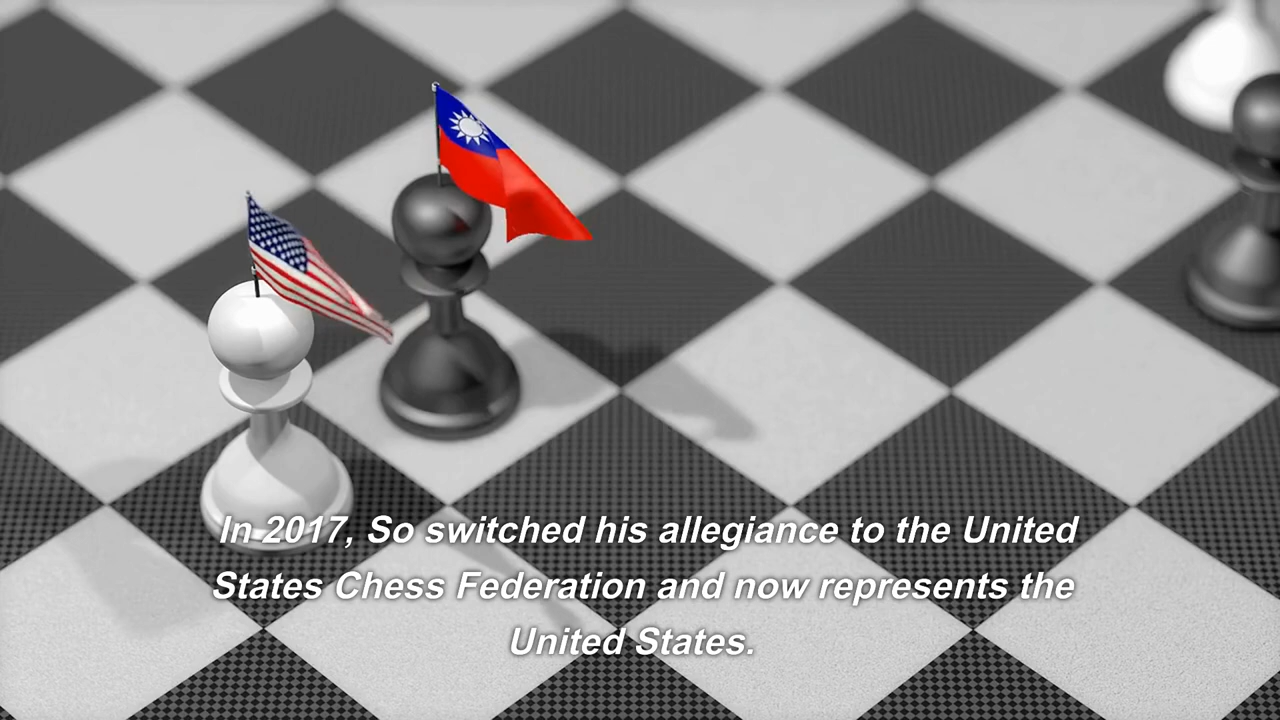 In 2017, So switched his allegiance to the United
States Chess Federation and now represents the
United States.